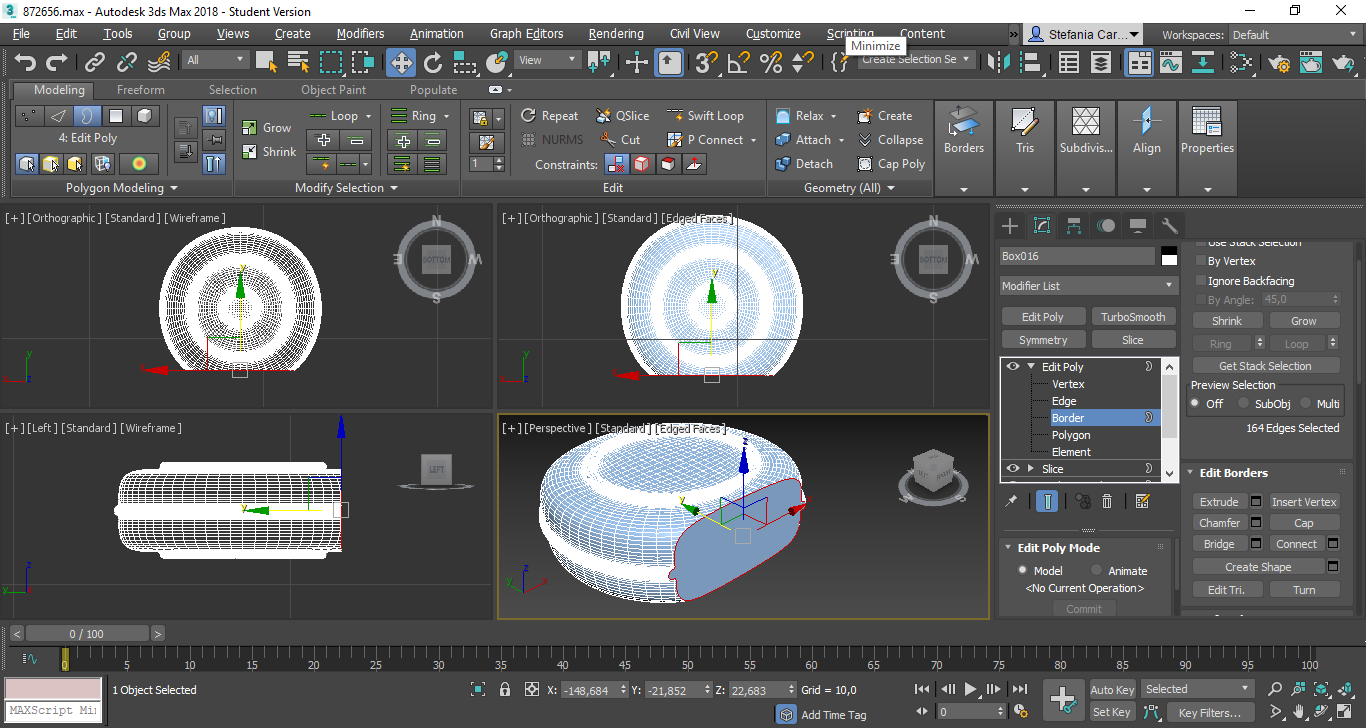 872656.max - Autodesk 3ds Max 2018 - Student Version
File Edit Tools Group Views Create Modifiers Animation Graph Editors Rendering Civil View Customize Scripting Content » Stefania Car... Workspaces: Default
Minimize
All View Create Selection Se
Modeling Freeform Selection Object Paint Populate
4: Edit Poly
Polygon Modeling
Grow
Shrink
Loop
Ring
Modify Selection
1
Repeat QSlice Swift Loop
NURMS Cut P Connect
Constraints:
Edit
Relax Create
Attach Collapse
Detach Cap Poly
Geometry (All)
Borders Tris Subdivis... Align Properties
[+] [Orthographic] [Standard] [Wireframe]
N
E BOTTOM W
S
y
x
y
x z
[+] [Orthographic] [Standard] [Edged Faces]
N
E BOTTOM W
S
y
y
x z
[+] [Left] [Standard] [Wireframe]
LEFT
y
z
y x
[+] [Perspective] [Standard] [Edged Faces]
z
y
z
y x
Box016
Modifier List
Edit Poly TurboSmooth
Symmetry Slice
Edit Poly
Vertex
Edge
Border
Polygon
Element
Slice
Edit Poly Mode
Model Animate
<No Current Operation>
Commit
Use Stack Selection
By Vertex
Ignore Backfacing
By Angle: 45,0
Shrink Grow
Ring Loop
Get Stack Selection
Preview Selection
Off SubObj Multi
164 Edges Selected
Edit Borders
Extrude Insert Vertex
Chamfer Cap
Bridge Connect
Create Shape
Edit Tri. Turn
< 0 / 100 >
0 5 10 15 20 25 30 35 40 45 50 55 60 65 70 75 80 85 90 95 100
1 Object Selected X: -148,684 Y: -21,852 Z: 22,683 Grid = 10,0 Auto Key Selected
MAXScript Mi Add Time Tag 0 Set Key Key Filters...